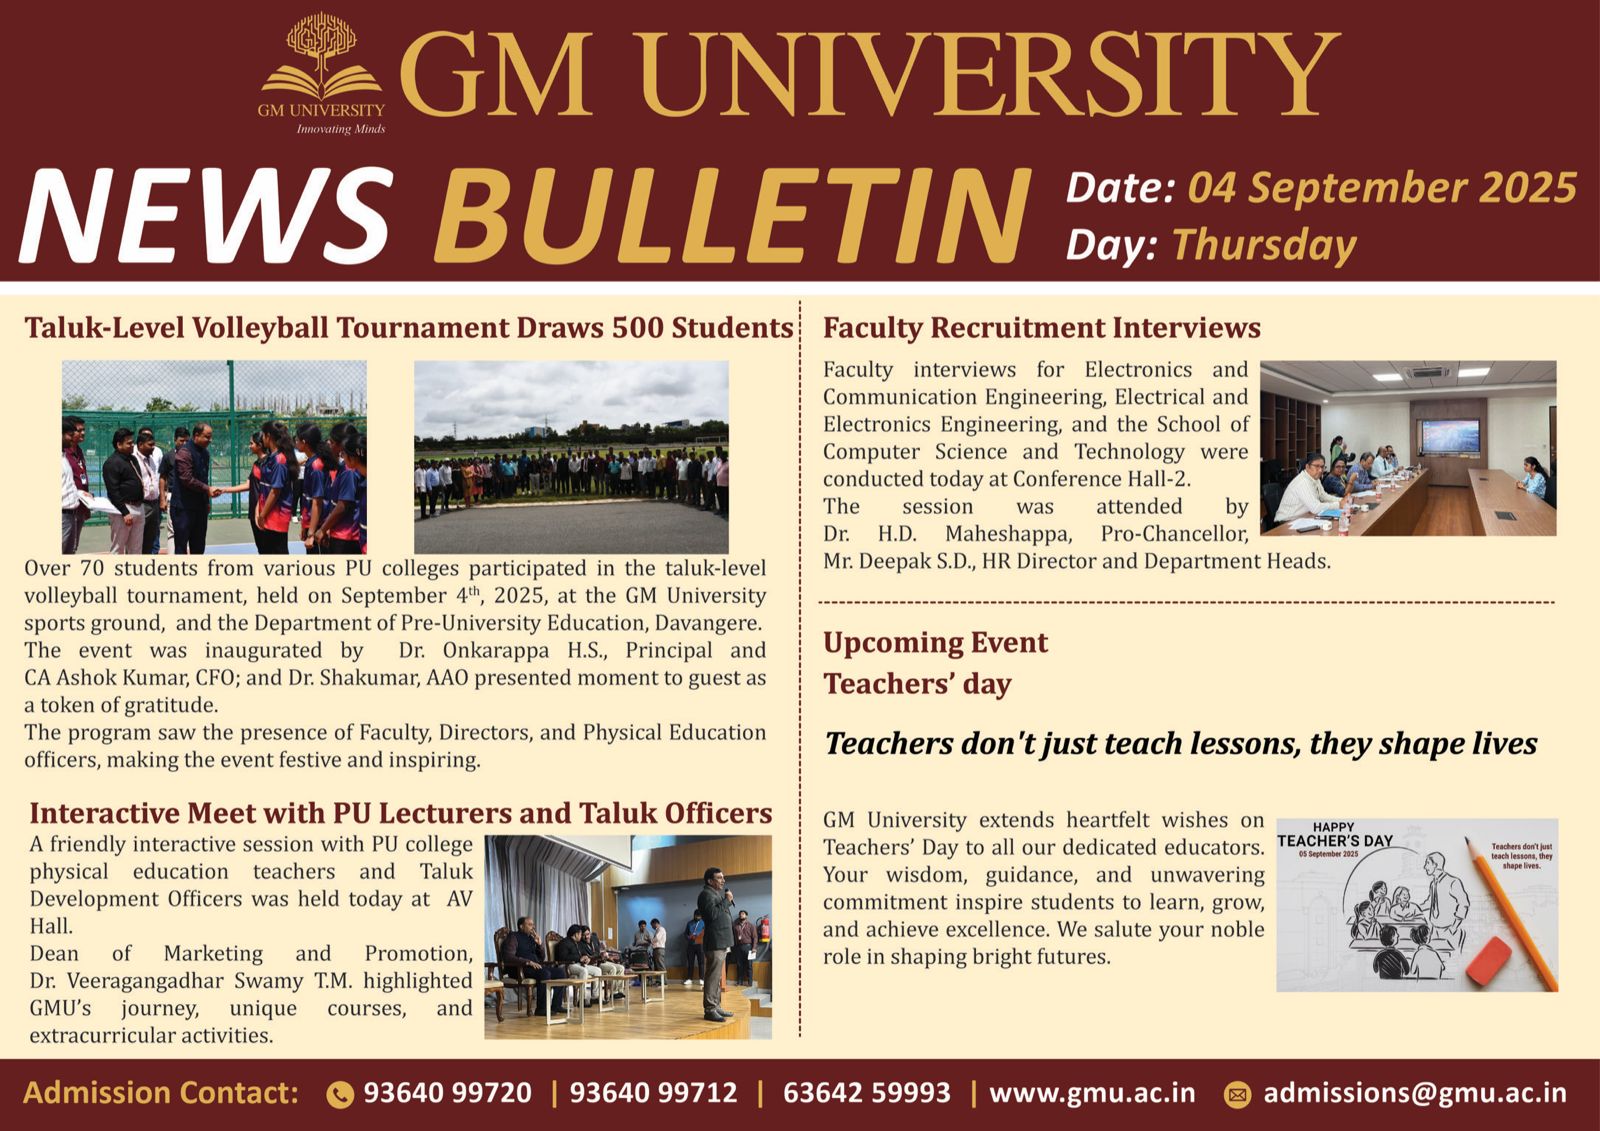 GM UNIVERSITY
Innovating Minds
GM UNIVERSITY
NEWS BULLETIN
Date: 04 September 2025
Day: Thursday
Taluk-Level Volleyball Tournament Draws 500 Students
Over 70 students from various PU colleges participated in the taluk-level
volleyball tournament, held on September 4th, 2025, at the GM University
sports ground, and the Department of Pre-University Education, Davangere.
The event was inaugurated by Dr. Onkarappa H.S., Principal and
CA Ashok Kumar, CFO; and Dr. Shakumar, AAO presented moment to guest as
a token of gratitude.
The program saw the presence of Faculty, Directors, and Physical Education
officers, making the event festive and inspiring.
Interactive Meet with PU Lecturers and Taluk Officers
A friendly interactive session with PU college
physical education teachers and Taluk
Development Officers was held today at AV
Hall.
Dean of Marketing and Promotion,
Dr. Veeragangadhar Swamy T.M. highlighted
GMU's journey, unique courses, and
extracurricular activities.
Faculty Recruitment Interviews
Faculty interviews for Electronics and
Communication Engineering, Electrical and
Electronics Engineering, and the School of
Computer Science and Technology were
conducted today at Conference Hall-2.
The session was attended by
Dr. H.D. Maheshappa, Pro-Chancellor,
Mr. Deepak S.D., HR Director and Department Heads.
Upcoming Event
Teachers' day
Teachers don't just teach lessons, they shape lives
GM University extends heartfelt wishes on
Teachers' Day to all our dedicated educators.
Your wisdom, guidance, and unwavering
commitment inspire students to learn, grow,
and achieve excellence. We salute your noble
role in shaping bright futures.
HAPPY
TEACHER'S DAY
05 September 2025
Teachers don't just
teach lessons, they
shape lives.
Admission Contact: 93640 99720 | 93640 99712 | 63642 59993 | www.gmu.ac.in admissions@gmu.ac.in